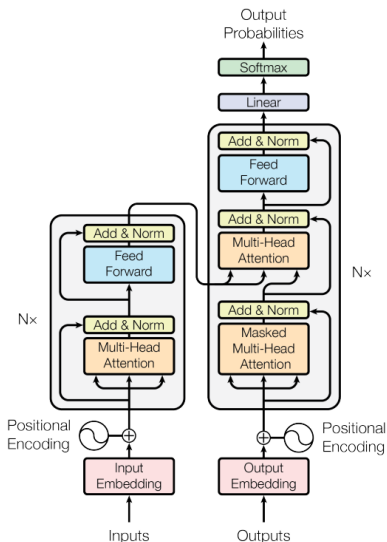 Output
Probabilities
Softmax
Linear
Add & Norm
Feed
Forward
Add & Norm
Multi-Head
Attention
Add & Norm
Masked
Multi-Head
Attention
N×
Positional
Encoding
Output
Embedding
Outputs
Add & Norm
Feed
Forward
N×
Add & Norm
Multi-Head
Attention
Positional
Encoding
Input
Embedding
Inputs